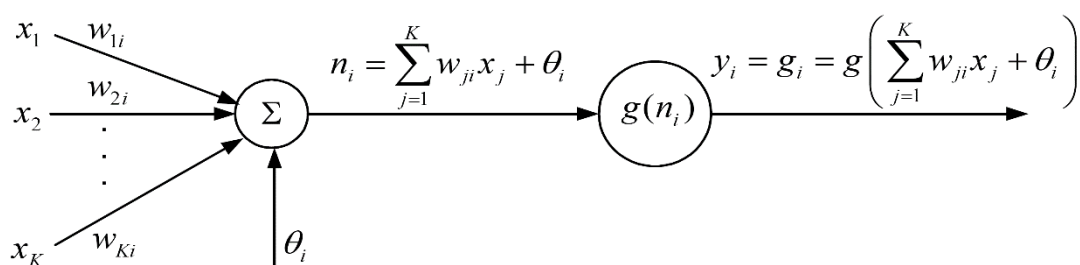 x_1
w_{1i}
x_2
w_{2i}
.
.
.
x_K
w_{Ki}
Σ
θ_i
n_i = \sum_{j=1}^{K} w_{ji} x_j + θ_i
g(n_i)
y_i = g_i = g\left( \sum_{j=1}^{K} w_{ji} x_j + θ_i \right)